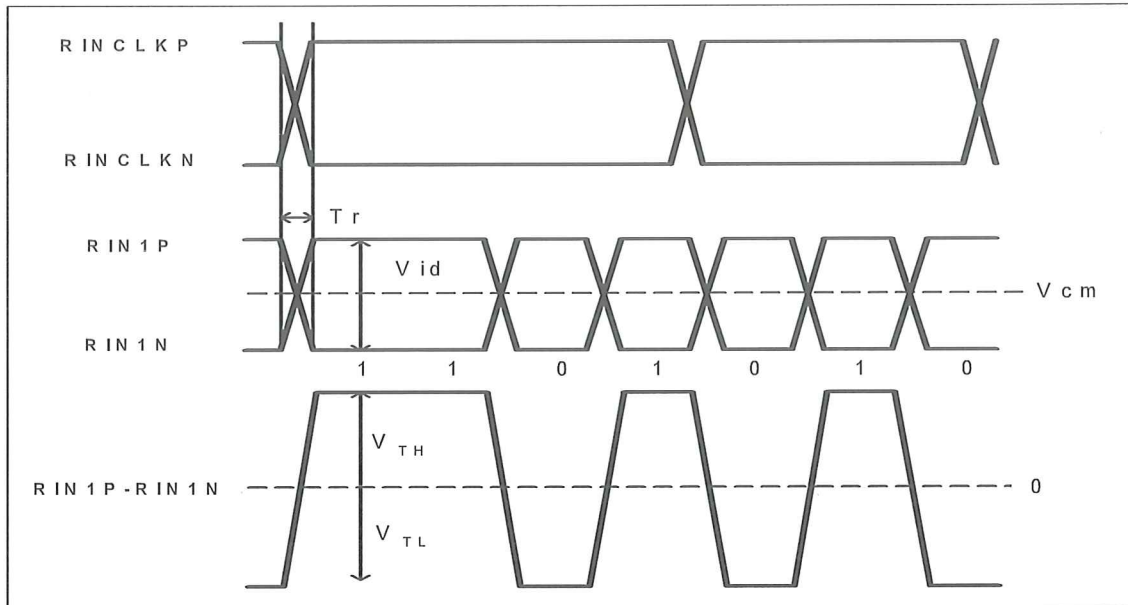 RINCLKP
RINCLKN
Tr
RIN1P
Vid
Vcm
RIN1N
1 1 0 1 0 1 0
VTH
RIN1P-RIN1N
0
VTL